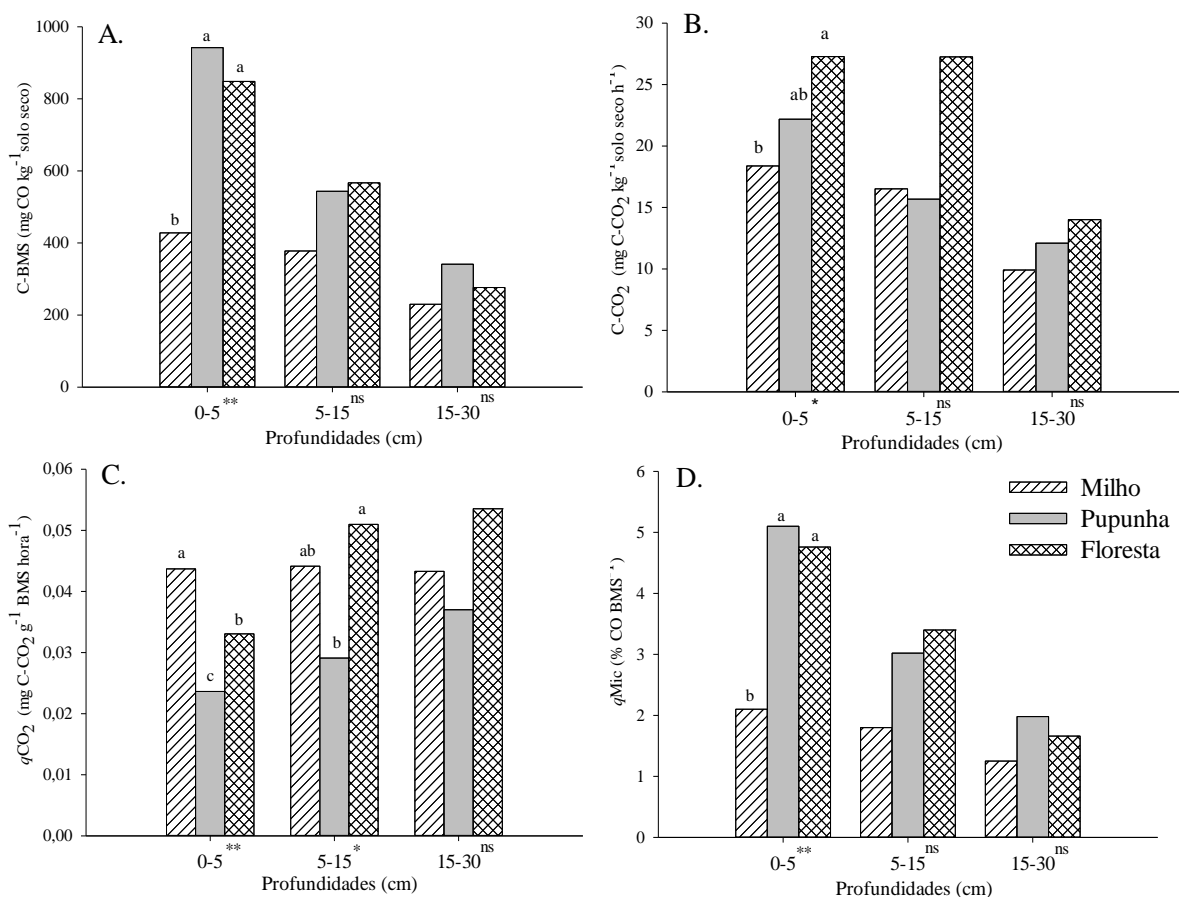 A.
C-BMS (mg CO kg⁻¹ solo seco)
1000
800
600
400
200
0
b
a
a
0-5**
5-15ns
15-30ns
Profundidades (cm)
B.
C-CO₂ (mg C-CO₂ kg⁻¹ solo seco h⁻¹)
30
25
20
15
10
5
0
b
ab
a
0-5*
5-15ns
15-30ns
Profundidades (cm)
C.
qCO₂ (mg C-CO₂ g⁻¹ BMS hora⁻¹)
0,06
0,05
0,04
0,03
0,02
0,01
0,00
a
c
b
ab
b
a
0-5**
5-15*
15-30ns
Profundidades (cm)
D.
qMic (% CO BMS⁻¹)
6
5
4
3
2
1
0
b
a
a
Milho
Pupunha
Floresta
0-5**
5-15ns
15-30ns
Profundidades (cm)